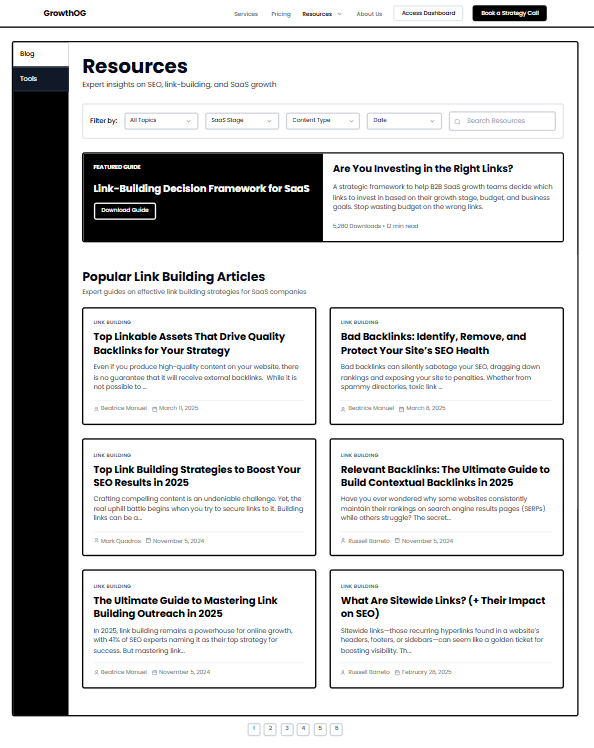 GrowthOG
Services Pricing Resources About Us Access Dashboard Book a Strategy Call
Blog
Tools
Resources
Expert insights on SEO, link-building, and SaaS growth
Filter by: All Topics SaaS Stage Content Type Date Search Resources
FEATURED GUIDE
Link-Building Decision Framework for SaaS
Download Guide
Are You Investing in the Right Links?
A strategic framework to help B2B SaaS growth teams decide which
links to invest in based on their growth stage, budget, and business
goals. Stop wasting budget on the wrong links.
5,280 Downloads • 12 min read
Popular Link Building Articles
Expert guides on effective link building strategies for SaaS companies
LINK BUILDING
Top Linkable Assets That Drive Quality
Backlinks for Your Strategy
Even if you produce high-quality content on your website, there
is no guarantee that it will receive external backlinks. While it is
not possible to ...
Beatrice Manuel March 11, 2025
LINK BUILDING
Bad Backlinks: Identify, Remove, and
Protect Your Site's SEO Health
Bad backlinks can silently sabotage your SEO, dragging down
rankings and exposing your site to penalties. Whether from
spammy directories, toxic link ...
Beatrice Manuel March 8, 2025
LINK BUILDING
Top Link Building Strategies to Boost Your
SEO Results in 2025
Crafting compelling content is an undeniable challenge. Yet, the
real uphill battle begins when you try to secure links to it. Building
links can be a...
Mark Quadros November 5, 2024
LINK BUILDING
Relevant Backlinks: The Ultimate Guide to
Build Contextual Backlinks in 2025
Have you ever wondered why some websites consistently
maintain their rankings on search engine results pages (SERPs)
while others struggle? The secret...
Russell Barreto November 5, 2024
LINK BUILDING
The Ultimate Guide to Mastering Link
Building Outreach in 2025
In 2025, link building remains a powerhouse for online growth,
with 41% of SEO experts naming it as their top strategy for
success. But mastering link...
Beatrice Manuel November 5, 2024
LINK BUILDING
What Are Sitewide Links? (+ Their Impact
on SEO)
Sitewide links—those recurring hyperlinks found in a website's
headers, footers, or sidebars—can seem like a golden ticket for
boosting visibility. Th...
Russell Barreto February 28, 2025
1 2 3 4 5 6